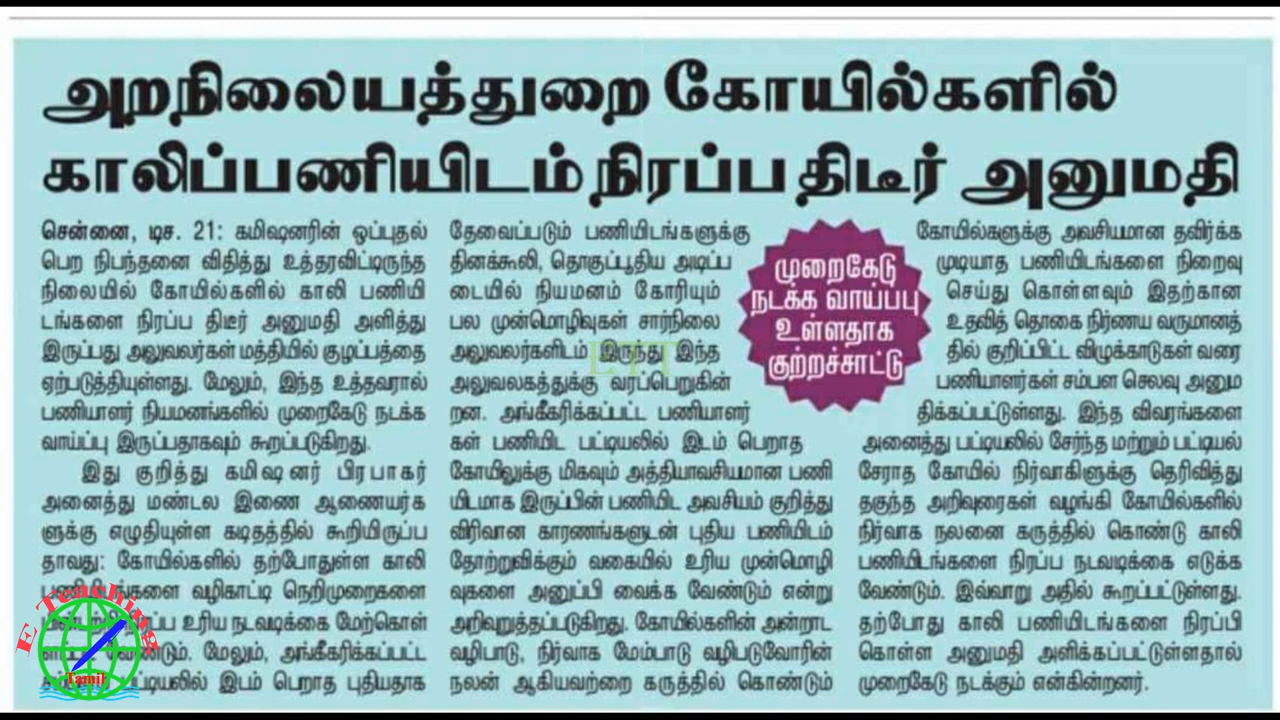 அறநிலையத்துறை கோயில்களில்
காலிப்பணியிடம் நிரப்ப திடீர் அனுமதி
சென்னை, டிச. 21: கமிஷனரின் ஒப்புதல்
பெற நிபந்தனை விதித்து உத்தரவிட்டிருந்த
நிலையில் கோயில்களில் காலி பணியி
டங்களை நிரப்ப திடீர் அனுமதி அளித்து
இருப்பது அலுவலர்கள் மத்தியில் குழப்பத்தை
ஏற்படுத்தியுள்ளது. மேலும், இந்த உத்தவரால்
பணியாளர் நியமனங்களில் முறைகேடு நடக்க
வாய்ப்பு இருப்பதாகவும் கூறப்படுகிறது.
இது குறித்து கமிஷனர் பிரபாகர்
அனைத்து மண்டல இணை ஆணையர்க
ளுக்கு எழுதியுள்ள கடிதத்தில் கூறியிருப்ப
தாவது: கோயில்களில் தற்போதுள்ள காலி
வழிகாட்டி நெறிமுறைகளை
உரிய நடவடிக்கை மேற்கொள்
மேலும், அங்கீகரிக்கப்பட்ட
இடம் பெறாத புதியதாக
தேவைப்படும் பணியிடங்களுக்கு
தினக்கூலி, தொகுப்பூதிய அடிப்ப
டையில் நியமனம் கோரியும்
பல முன்மொழிவுகள் சார்நிலை
அலுவலர்களிடம் இருந்து இந்த
அலுவலகத்துக்கு வரப்பெறுகின்
றன. அங்கீகரிக்கப்பட்ட பணியாளர்
கள் பணியிட பட்டியலில் இடம் பெறாத
கோயிலுக்கு மிகவும் அத்தியாவசியமான பணி
யிடமாக இருப்பின் பணியிட அவசியம் குறித்து
விரிவான காரணங்களுடன் புதிய பணியிடம்
தோற்றுவிக்கும் வகையில் உரிய முன்மொழி
வுகளை அனுப்பி வைக்க வேண்டும் என்று
அறிவுறுத்தப்படுகிறது. கோயில்களின் அன்றாட
வழிபாடு, நிர்வாக மேம்பாடு வழிபடுவோரின்
நலன் ஆகியவற்றை கருத்தில் கொண்டும்
முறைகேடு
நடக்க வாய்ப்பு
உள்ளதாக
குற்றச்சாட்டு
கோயில்களுக்கு அவசியமான தவிர்க்க
முடியாத பணியிடங்களை நிறைவு
செய்து கொள்ளவும் இதற்கான
உதவித் தொகை நிர்ணய வருமானத்
தில் குறிப்பிட்ட விழுக்காடுகள் வரை
பணியாளர்கள் சம்பள செலவு அனும
திக்கப்பட்டுள்ளது. இந்த விவரங்களை
அனைத்து பட்டியலில் சேர்ந்த மற்றும் பட்டியல்
சேராத கோயில் நிர்வாகிளுக்கு தெரிவித்து
தகுந்த அறிவுரைகள் வழங்கி கோயில்களில்
நிர்வாக நலனை கருத்தில் கொண்டு காலி
பணியிடங்களை நிரப்ப நடவடிக்கை எடுக்க
வேண்டும். இவ்வாறு அதில் கூறப்பட்டுள்ளது.
தற்போது காலி பணியிடங்களை நிரப்பி
கொள்ள அனுமதி அளிக்கப்பட்டுள்ளதால்
முறைகேடு நடக்கும் என்கின்றனர்.
ETT
E Teaching
Tamil